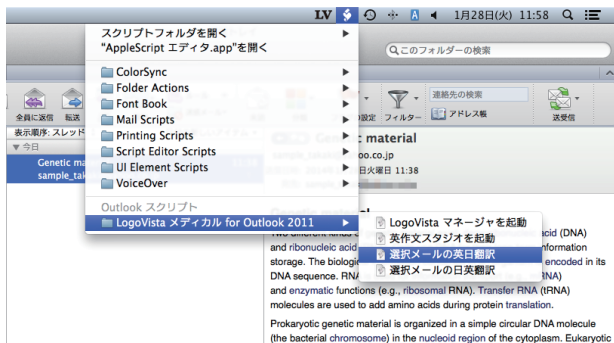 LV 1月28日(火) 11:58
スクリプトフォルダを開く
"AppleScript エディタ.app"を開く
このフォルダーの検索
ColorSync
Folder Actions
Font Book
Mail Scripts
Printing Scripts
Script Editor Scripts
UI Element Scripts
VoiceOver
Outlook スクリプト
LogoVista メディカル for Outlook 2011
LogoVista マネージャを起動
英作文スタジオを起動
選択メールの英日翻訳
選択メールの日英翻訳
全員に返信 転送
フィルター
連絡先の検索
アドレス帳
送受信
表示順序: スレッド
今日
Genetic ma
sample_tak
material
oo.co.jp
日火曜日 11:38
acid (DNA)
and ribonucleic acid
nformation
storage. The biologic
encoded in its
DNA sequence. RNA
RNA)
and enzymatic functions (e.g., ribosomal RNA). Transfer RNA (tRNA)
molecules are used to add amino acids during protein translation.
Prokaryotic genetic material is organized in a simple circular DNA molecule
(the bacterial chromosome) in the nucleoid region of the cytoplasm. Eukaryotic